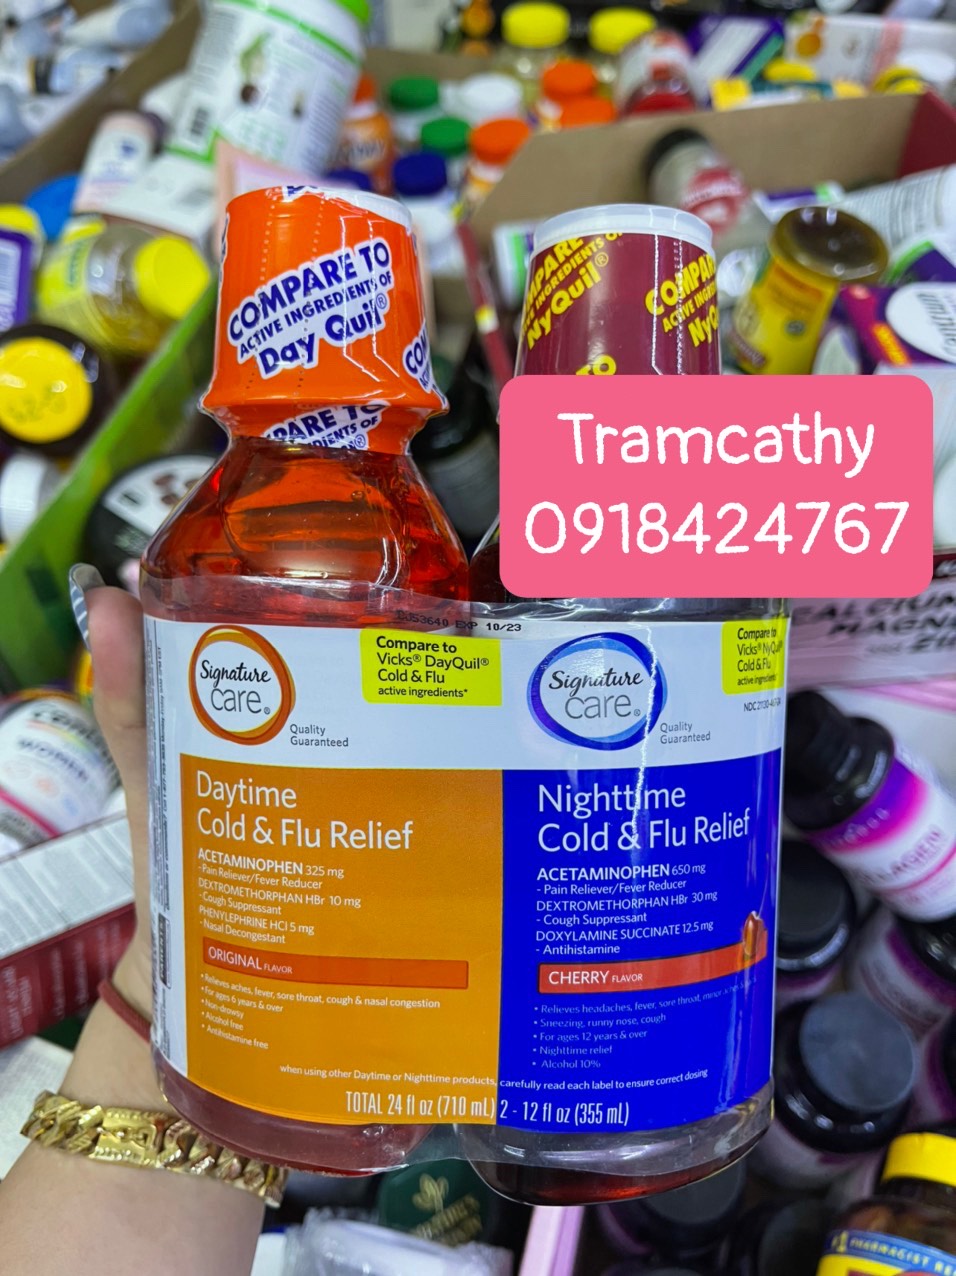 COMPARE TO
ACTIVE INGREDIENTS OF
Day Quil®
COMPARE TO
ACTIVE INGREDIENTS OF
NyQuil®
Tramcathy
0918424767
EXP 10/23
Signature
care®
Quality
Guaranteed
Compare to
Vicks® DayQuil®
Cold & Flu
active ingredients*
Signature
care®
Quality
Guaranteed
Compare to
Vicks® NyQuil
Cold & Flu
active ingredients*
Daytime
Cold & Flu Relief
ACETAMINOPHEN 325 mg
- Pain Reliever/Fever Reducer
DEXTROMETHORPHAN HBr 10 mg
- Cough Suppressant
PHENYLEPHRINE HCl 5 mg
- Nasal Decongestant
ORIGINAL FLAVOR
• Relieves aches, fever, sore throat, cough & nasal congestion
• For ages 6 years & over
• Non-drowsy
• Alcohol free
• Antihistamine free
Nighttime
Cold & Flu Relief
ACETAMINOPHEN 650 mg
- Pain Reliever/Fever Reducer
DEXTROMETHORPHAN HBr 30 mg
- Cough Suppressant
DOXYLAMINE SUCCINATE 12.5 mg
- Antihistamine
CHERRY FLAVOR
• Relieves headaches, fever, sore throat, minor
• Sneezing, runny nose, cough
• For ages 12 years & over
• Nighttime relief
• Alcohol 10%
when using other Daytime or Nighttime products, carefully read each label to ensure correct dosing
TOTAL 24 fl oz (710 mL) 2 - 12 fl oz (355 mL)